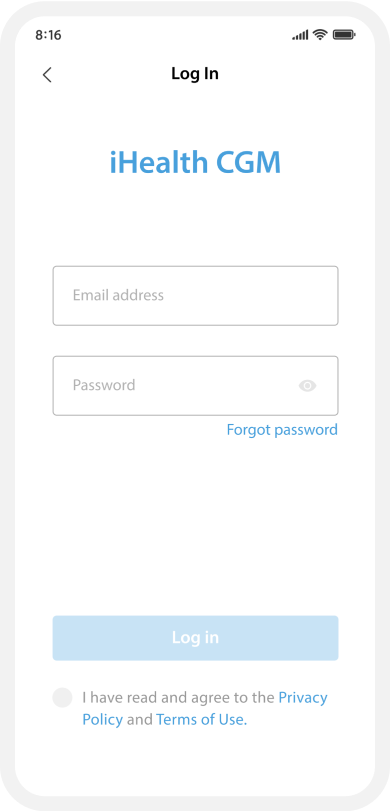 8:16
Log In
iHealth CGM
Email address
Password
Forgot password
Log in
I have read and agree to the Privacy
Policy and Terms of Use.